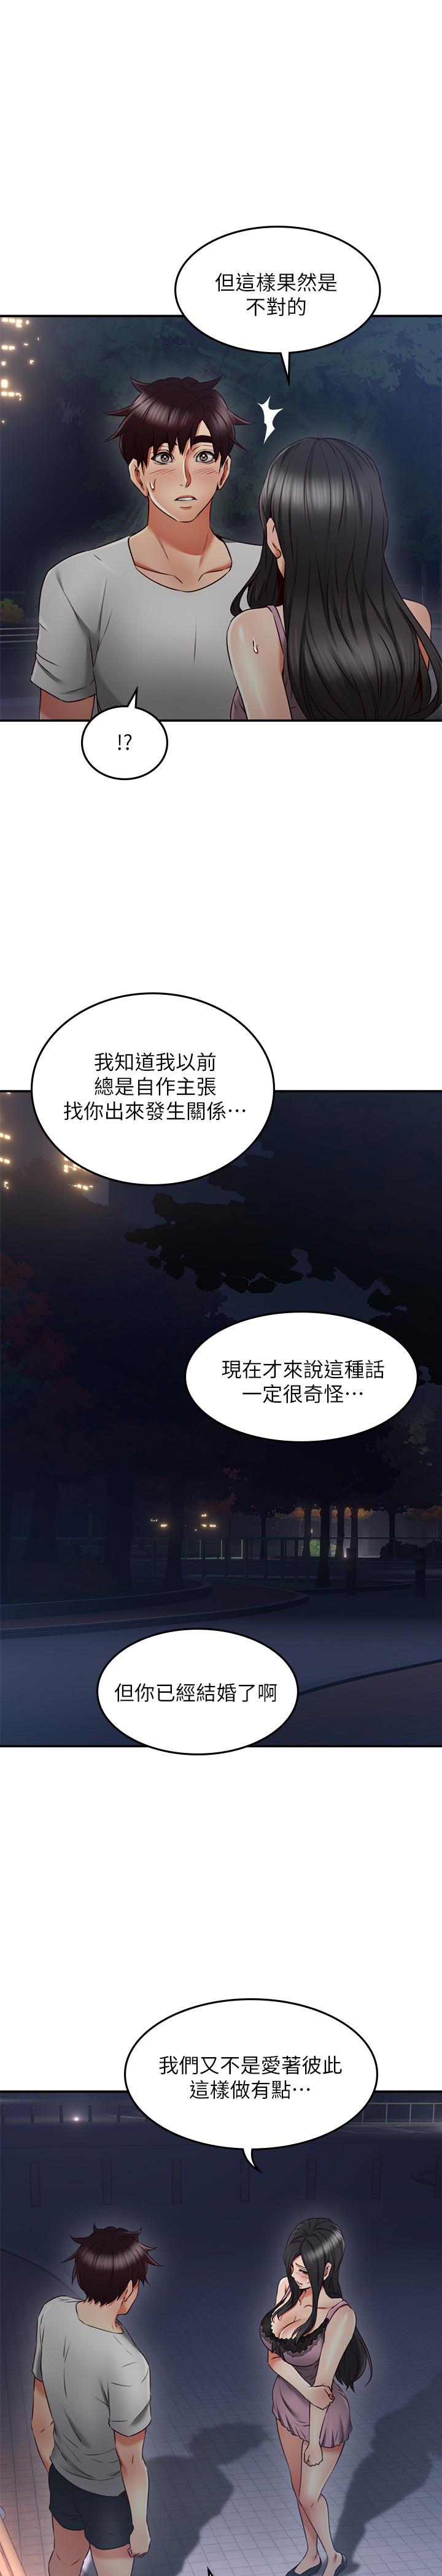 但這樣果然是
不對的
!?
我知道我以前
總是自作主張
找你出來發生關係…
現在才來說這種話
一定很奇怪…
但你已經結婚了啊
我們又不是愛著彼此
這樣做有點…